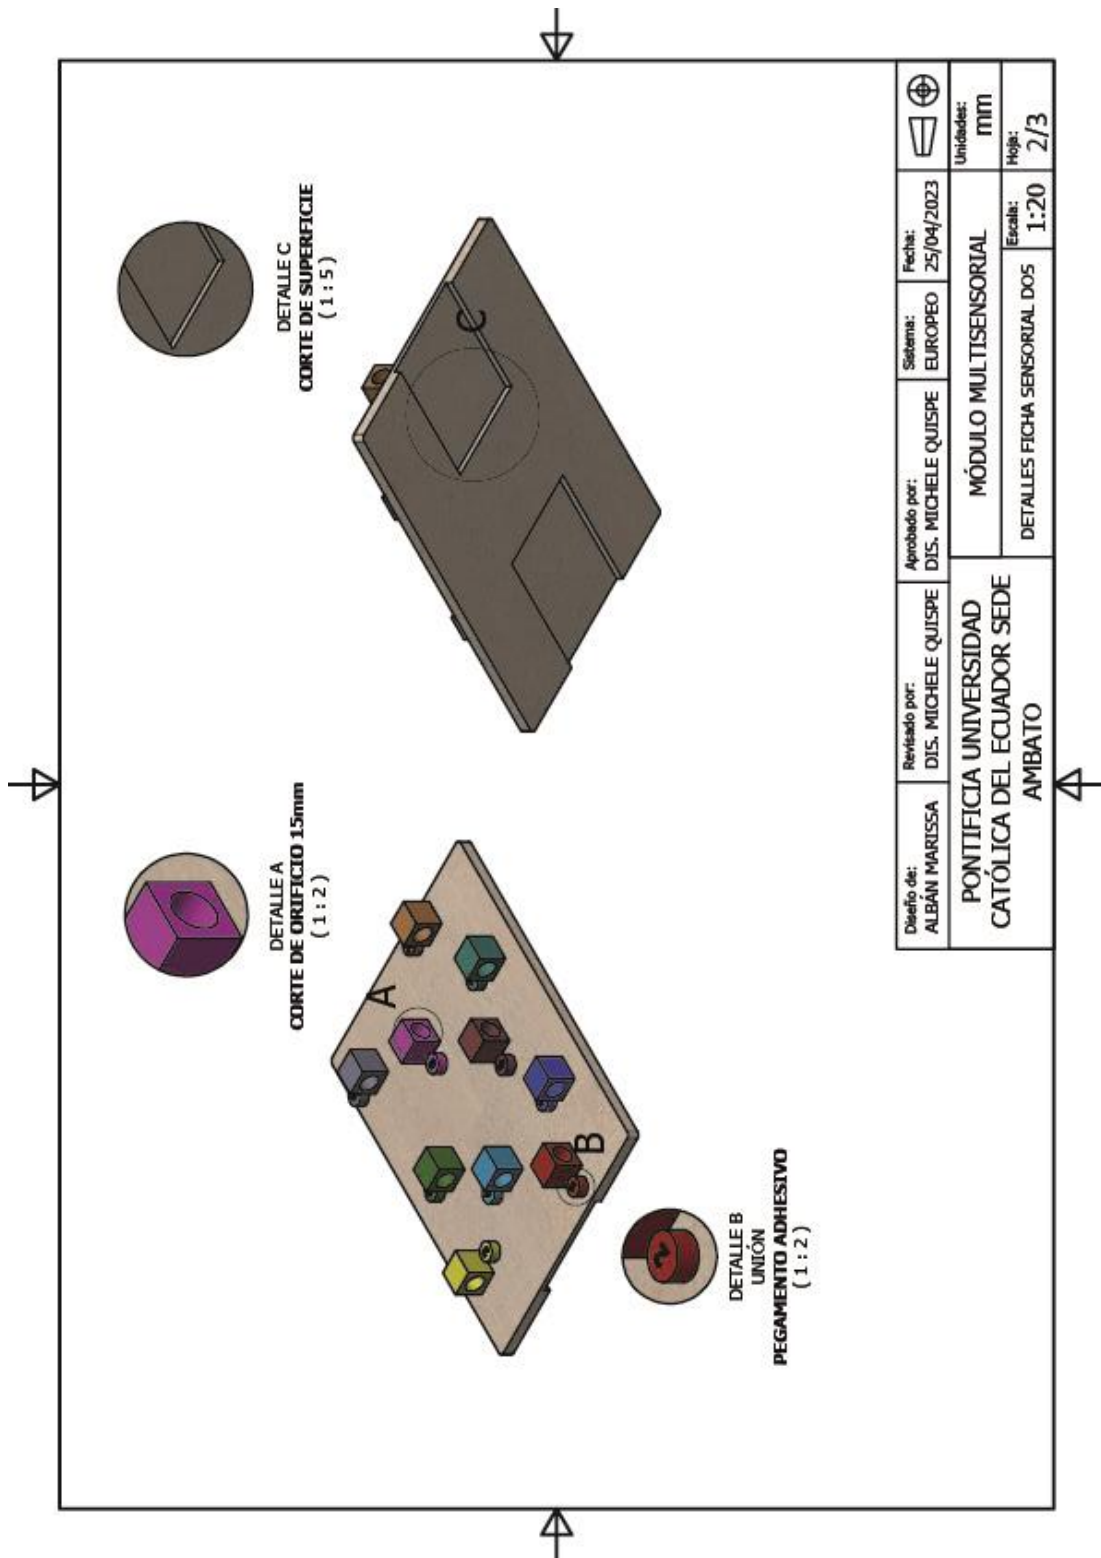 DETALLE A
CORTE DE ORIFICIO 15mm
( 1 : 2 )
DETALLE C
CORTE DE SUPERFICIE
( 1 : 5 )
A
B
C
2
DETALLE B
UNIÓN
PEGAMENTO ADHESIVO
( 1 : 2 )
Diseño de:
ALBÁN MARISSA
Revisado por:
DIS. MICHELE QUISPE
Aprobado por:
DIS. MICHELE QUISPE
Sistema:
EUROPEO
Fecha:
25/04/2023
PONTIFICIA UNIVERSIDAD
CATÓLICA DEL ECUADOR SEDE
AMBATO
MÓDULO MULTISENSORIAL
Unidades:
mm
DETALLES FICHA SENSORIAL DOS
Escala:
1:20
Hoja:
2/3